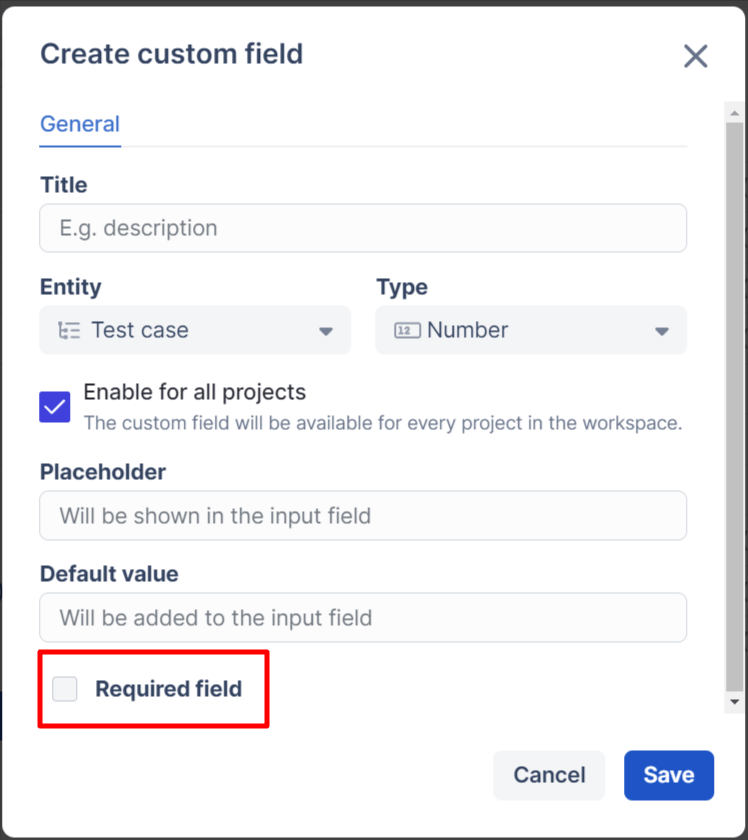 Create custom field
General
Title
E.g. description
Entity
Type
Test case
12 Number
Enable for all projects
The custom field will be available for every project in the workspace.
Placeholder
Will be shown in the input field
Default value
Will be added to the input field
Required field
Cancel
Save